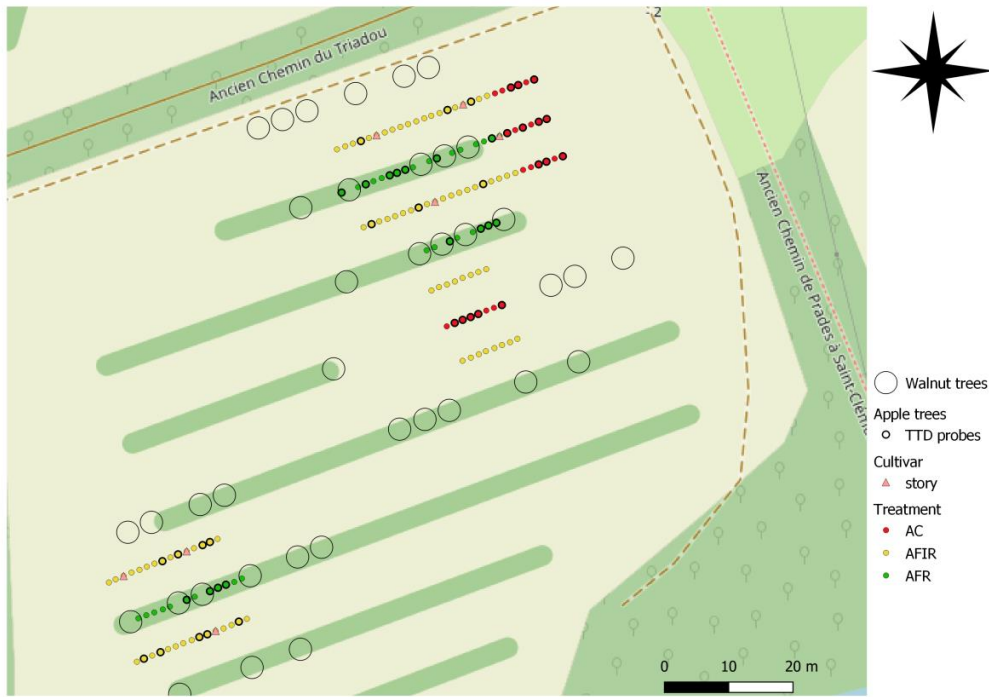 Ancien Chemin du Triadou
2
Ancien Chemin de Prades à Saint-Cléme
Walnut trees
Apple trees
TTD probes
Cultivar
story
Treatment
AC
AFIR
AFR
0 10 20 m